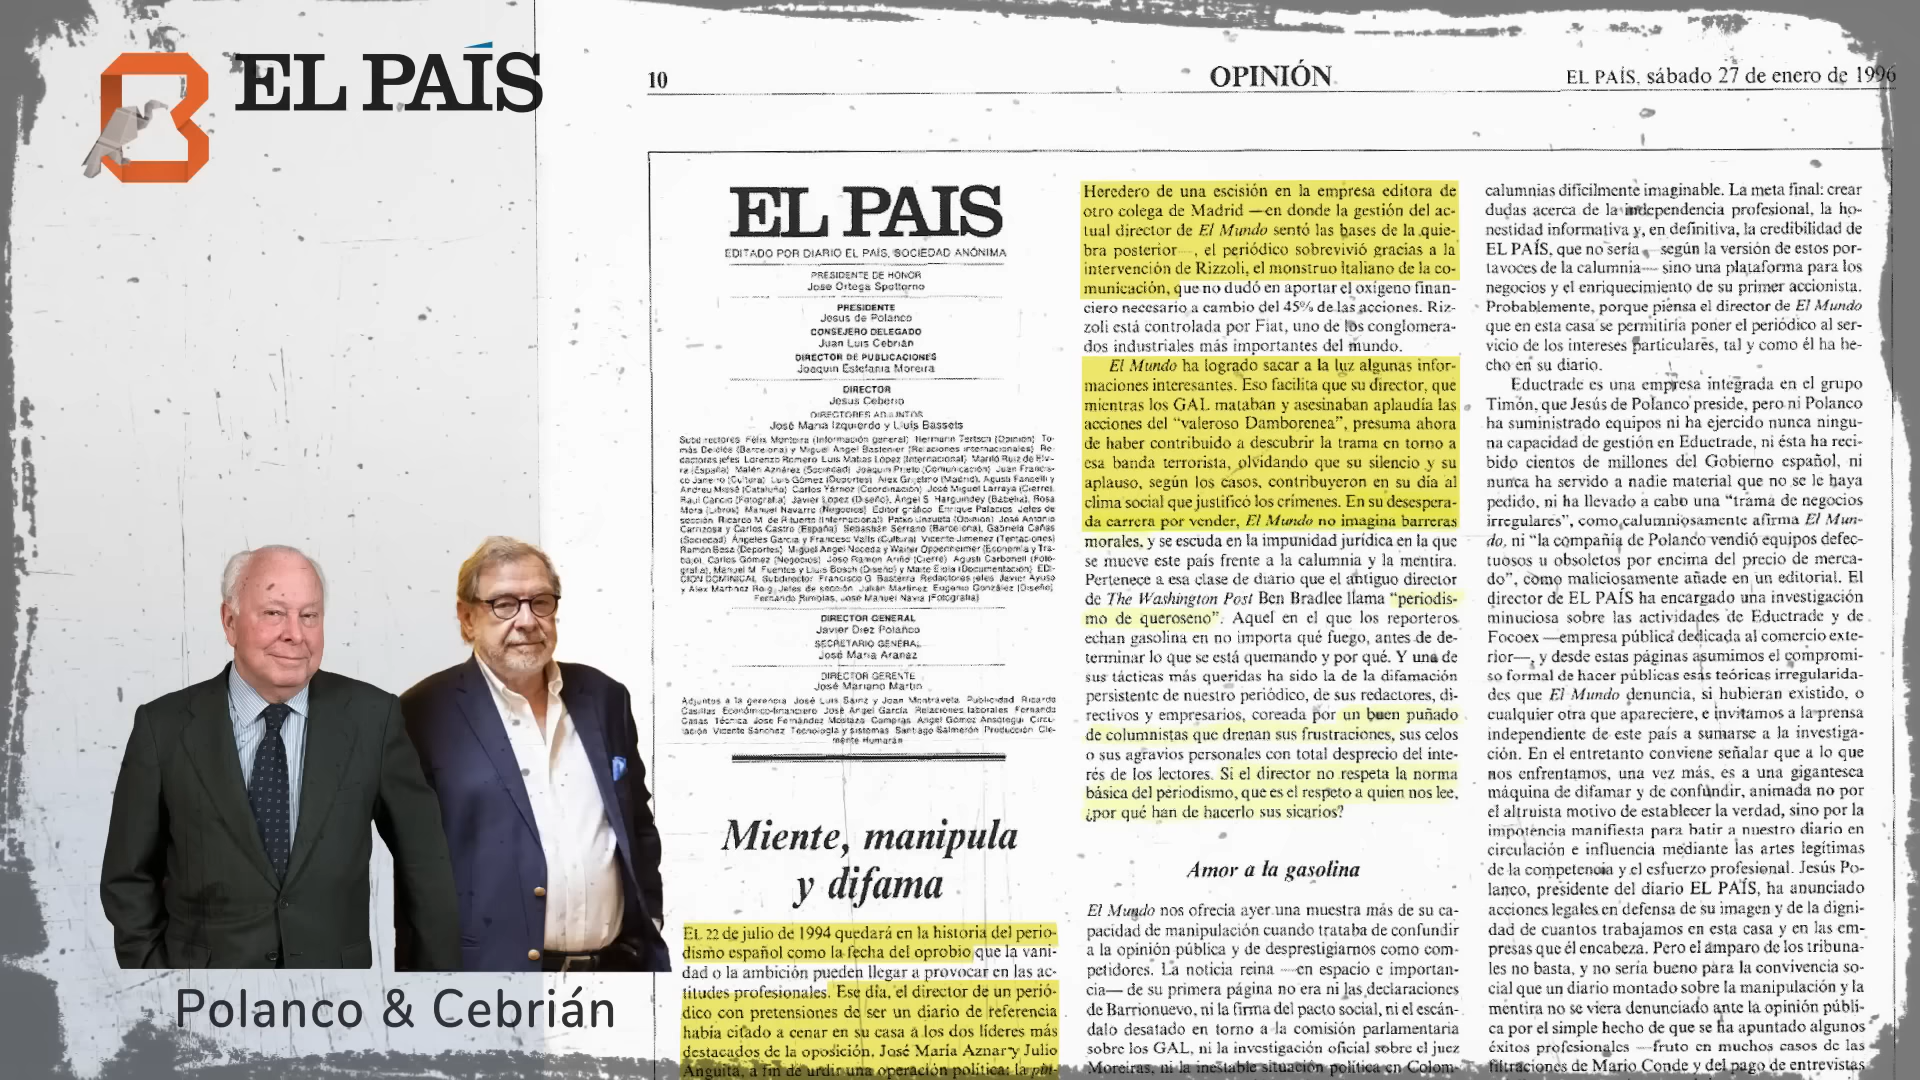 EL PAÍS
Polanco & Cebrián
10
OPINIÓN
EL PAÍS, sábado 27 de enero de 1996
EL PAIS
EDITADO POR DIARIO EL PAÍS, SOCIEDAD ANÓNIMA
PRESIDENTE DE HONOR
José Ortega Spottorno
PRESIDENTE
Jesús de Polanco
CONSEJERO DELEGADO
Juan Luis Cebrián
DIRECTOR DE PUBLICACIONES
Joaquín Estefanía Moreira
DIRECTOR
Jesús Ceberio
DIRECTORES ADJUNTOS
José María Izquierdo y Lluís Bassets
DIRECTOR GENERAL
Javier Díez Polanco
SECRETARIO GENERAL
José María Aranaz
DIRECTOR GERENTE
José Mariano Martín
Miente, manipula
y difama
EL 22 de julio de 1994 quedará en la historia del perio-
dismo español como la fecha del oprobio que la vani-
dad o la ambición pueden llegar a provocar en las ac-
titudes profesionales. Ese día, el director de un perió-
dico con pretensiones de ser un diario de referencia
había citado a cenar en su casa a los dos líderes más
destacados de la oposición, José María Aznar y Julio
Anguita, a fin de urdir una operación política: la
Heredero de una escisión en la empresa editora de
otro colega de Madrid —en donde la gestión del ac-
tual director de El Mundo sentó las bases de la quie-
bra posterior—, el periódico sobrevivió gracias a la
intervención de Rizzoli, el monstruo italiano de la co-
municación, que no dudó en aportar el oxígeno finan-
ciero necesario a cambio del 45% de las acciones. Riz-
zoli está controlada por Fiat, uno de los conglomera-
dos industriales más importantes del mundo.
El Mundo ha logrado sacar a la luz algunas infor-
maciones interesantes. Eso facilita que su director, que
mientras los GAL mataban y asesinaban aplaudía las
acciones del “valeroso Damborenea”, presuma ahora
de haber contribuido a descubrir la trama en torno a
esa banda terrorista, olvidando que su silencio y su
aplauso, según los casos, contribuyeron en su día al
clima social que justificó los crímenes. En su desespera-
da carrera por vender, El Mundo no imagina barreras
morales, y se escuda en la impunidad jurídica en la que
se mueve este país frente a la calumnia y la mentira.
Pertenece a esa clase de diario que el antiguo director
de The Washington Post Ben Bradlee llama “periodis-
mo de queroseno”. Aquel en el que los reporteros
echan gasolina en no importa qué fuego, antes de de-
terminar lo que se está quemando y por qué. Y una de
sus tácticas más queridas ha sido la de la difamación
persistente de nuestro periódico, de sus redactores, di-
rectivos y empresarios, coreada por un buen puñado
de columnistas que drenan sus frustraciones, sus celos
o sus agravios personales con total desprecio del inte-
rés de los lectores. Si el director no respeta la norma
básica del periodismo, que es el respeto a quien nos lee,
¿por qué han de hacerlo sus sicarios?
Amor a la gasolina
El Mundo nos ofrecía ayer una muestra más de su ca-
pacidad de manipulación cuando trataba de confundir
a la opinión pública y de desprestigiarnos como com-
petidores. La noticia reina —en espacio e importan-
cia— de su primera página no era ni las declaraciones
de Barrionuevo, ni la firma del pacto social, ni el escán-
dalo desatado en torno a la comisión parlamentaria
sobre los GAL, ni la investigación oficial sobre el juez
Moreiras, ni la inestable situación política en Colom-
calumnias difícilmente imaginable. La meta final: crear
dudas acerca de la independencia profesional, la ho-
nestidad informativa y, en definitiva, la credibilidad de
EL PAÍS, que no sería —según la versión de estos por-
tavoces de la calumnia— sino una plataforma para los
negocios y el enriquecimiento de su primer accionista.
Probablemente, porque piensa el director de El Mundo
que en esta casa se permitiría poner el periódico al ser-
vicio de los intereses particulares, tal y como él ha he-
cho en su diario.
Eductrade es una empresa integrada en el grupo
Timón, que Jesús de Polanco preside, pero ni Polanco
ha suministrado equipos ni ha ejercido nunca ningu-
na capacidad de gestión en Eductrade, ni ésta ha reci-
bido cientos de millones del Gobierno español, ni
nunca ha servido a nadie material que no se le haya
pedido, ni ha llevado a cabo una “trama de negocios
irregulares”, como calumniosamente afirma El Mun-
do, ni “la compañía de Polanco vendió equipos defec-
tuosos u obsoletos por encima del precio de merca-
do”, como maliciosamente añade en un editorial. El
director de EL PAÍS ha encargado una investigación
minuciosa sobre las actividades de Eductrade y de
Focoex —empresa pública dedicada al comercio exte-
rior—, y desde estas páginas asumimos el compromi-
so formal de hacer públicas esas teóricas irregularida-
des que El Mundo denuncia, si hubieran existido, o
cualquier otra que apareciere, e invitamos a la prensa
independiente de este país a sumarse a la investiga-
ción. En el entretanto conviene señalar que a lo que
nos enfrentamos, una vez más, es a una gigantesca
máquina de difamar y de confundir, animada no por
el altruista motivo de establecer la verdad, sino por la
impotencia manifiesta para batir a nuestro diario en
circulación e influencia mediante las artes legítimas
de la competencia y el esfuerzo profesional. Jesús Po-
lanco, presidente del diario EL PAÍS, ha anunciado
acciones legales en defensa de su imagen y de la digni-
dad de cuantos trabajamos en esta casa y en las em-
presas que él encabeza. Pero el amparo de los tribuna-
les no basta, y no sería bueno para la convivencia so-
cial que un diario montado sobre la manipulación y la
mentira no se viera denunciado ante la opinión públi-
ca por el simple hecho de que se ha apuntado algunos
éxitos profesionales —fruto en muchos casos de las
filtraciones de Mario Conde y del pago de entrevistas